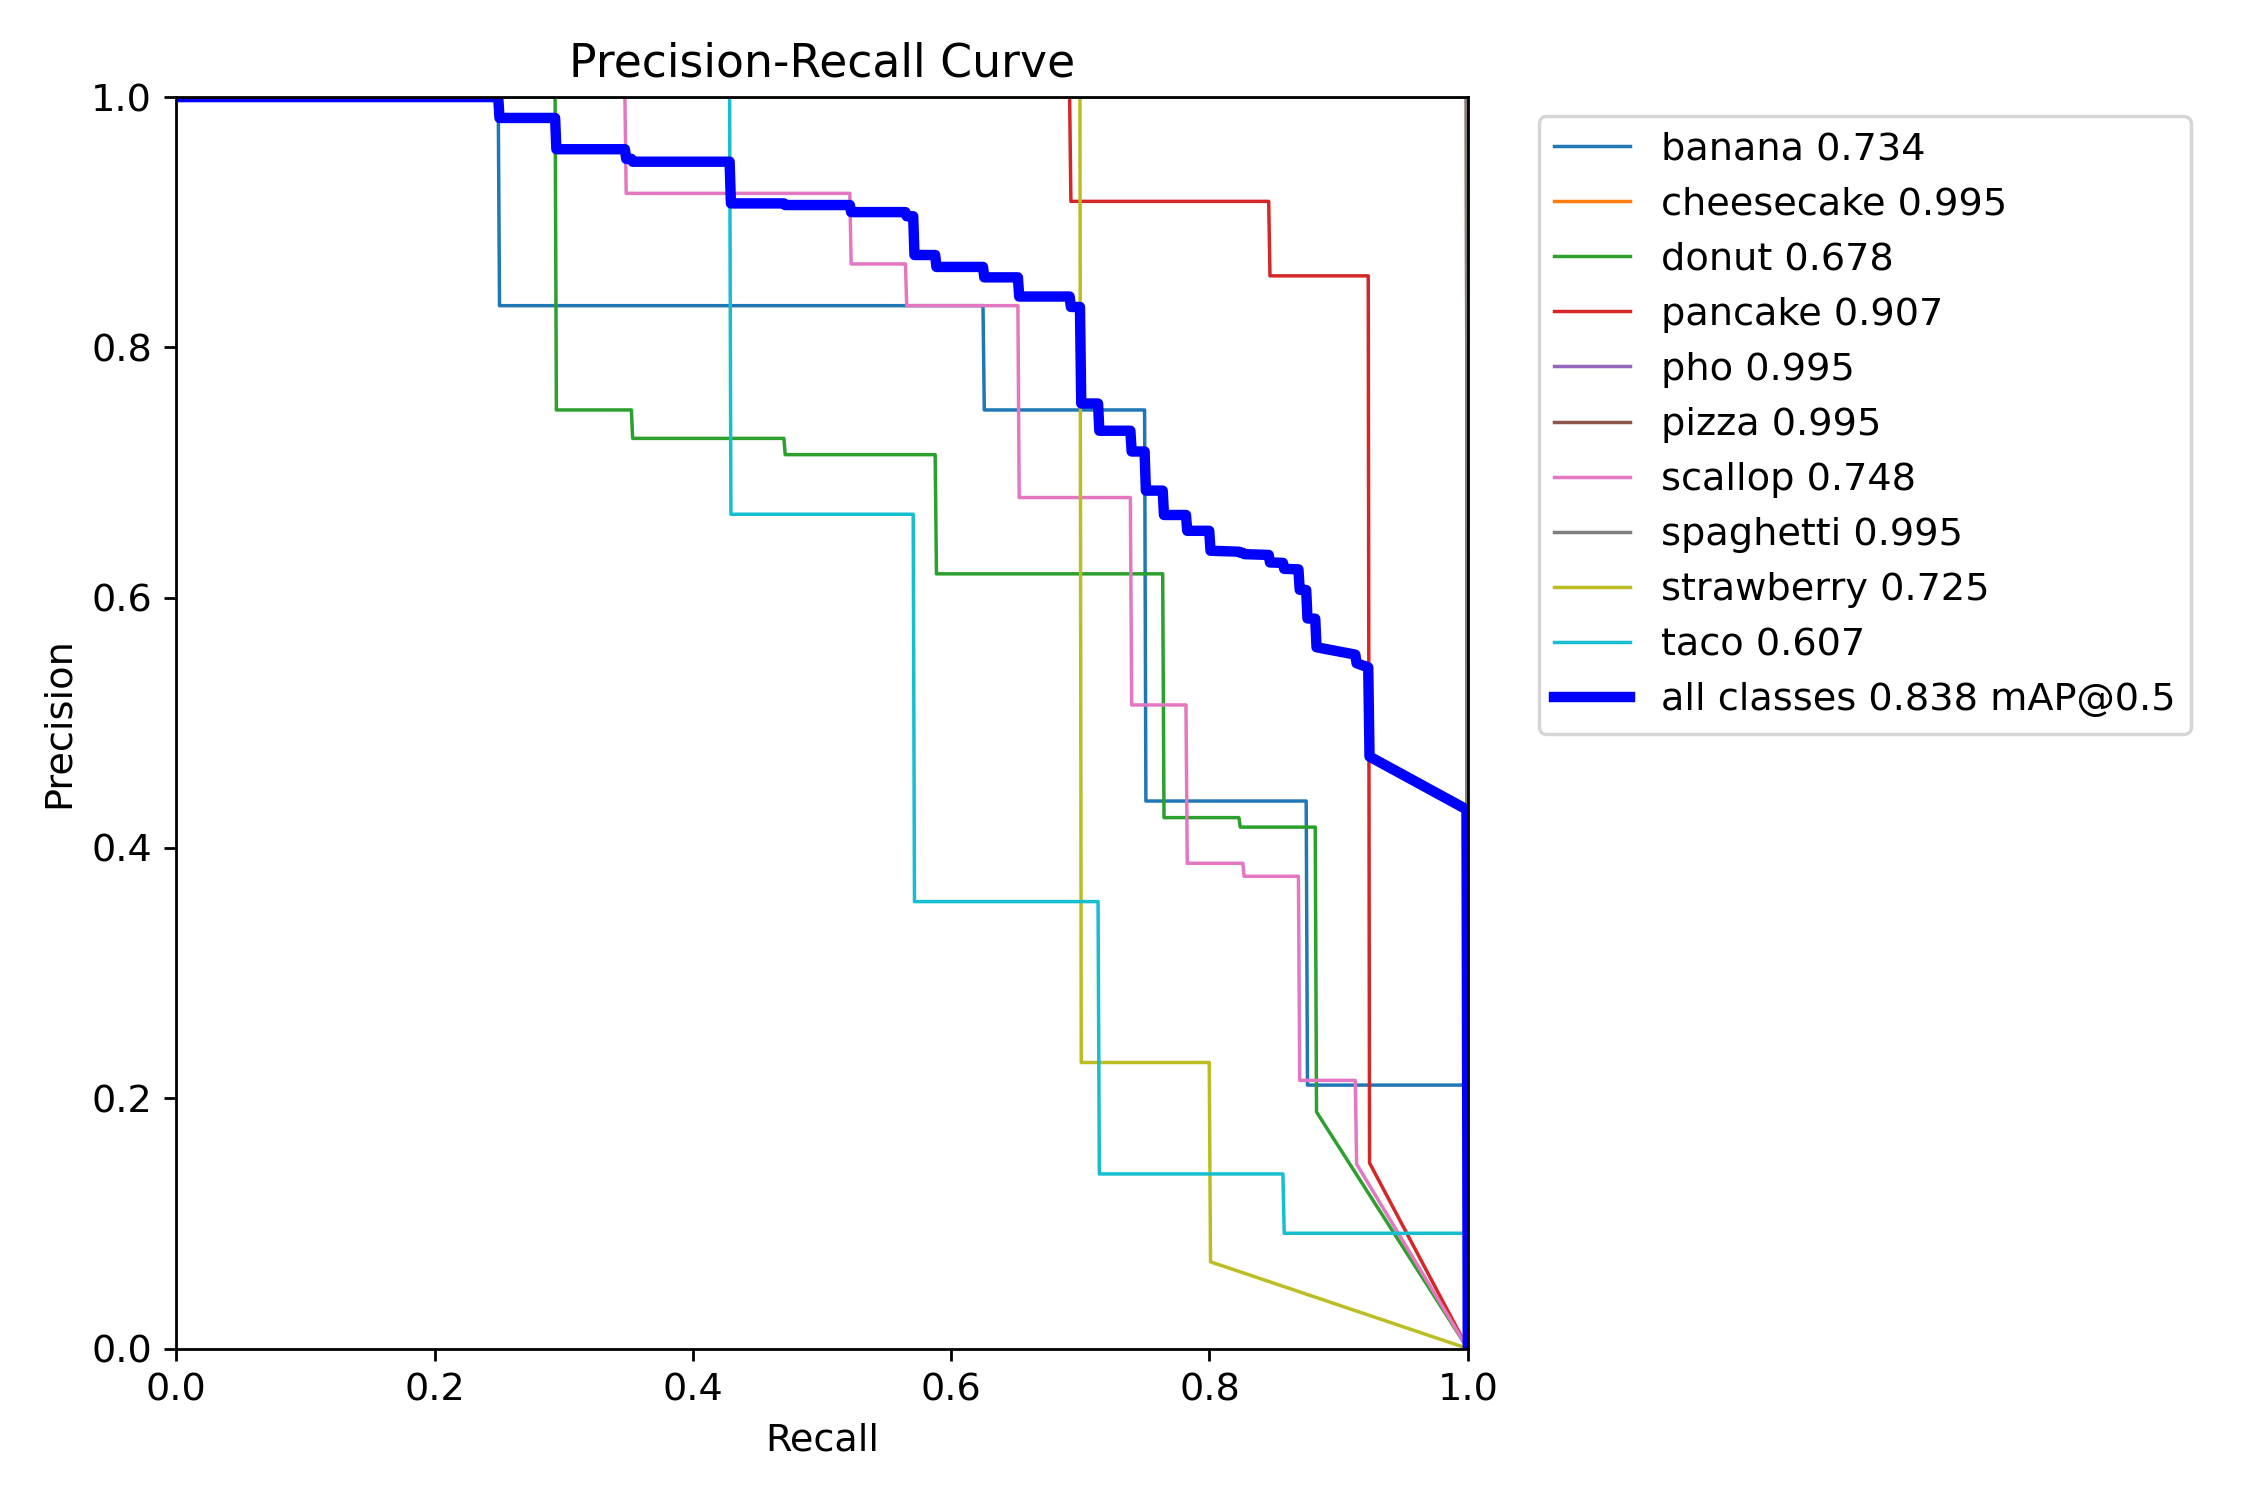 Precision-Recall Curve
1.0
0.8
0.6
0.4
0.2
0.0
Precision
0.0 0.2 0.4 0.6 0.8 1.0
Recall
banana 0.734
cheesecake 0.995
donut 0.678
pancake 0.907
pho 0.995
pizza 0.995
scallop 0.748
spaghetti 0.995
strawberry 0.725
taco 0.607
all classes 0.838 mAP@0.5